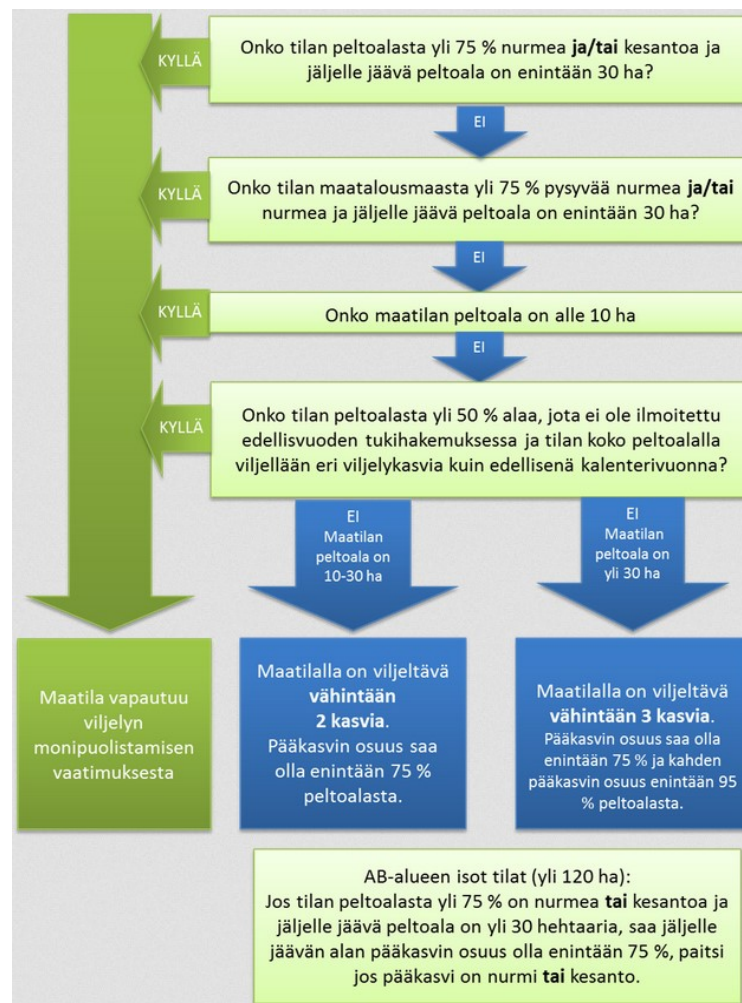 Onko tilan peltoalasta yli 75 % nurmea ja/tai kesantoa ja
jäljelle jäävä peltoala on enintään 30 ha?
KYLLÄ
EI
Onko tilan maatalousmaasta yli 75 % pysyvää nurmea ja/tai
nurmea ja jäljelle jäävä peltoala on enintään 30 ha?
KYLLÄ
EI
Onko maatilan peltoala on alle 10 ha
KYLLÄ
EI
Onko tilan peltoalasta yli 50 % alaa, jota ei ole ilmoitettu
edellisvuoden tukihakemuksessa ja tilan koko peltoalalla
viljellään eri viljelykasvia kuin edellisenä kalenterivuonna?
KYLLÄ
EI
Maatilan
peltoala on
10-30 ha
EI
Maatilan
peltoala on
yli 30 ha
Maatila vapautuu
viljelyn
monipuolistamisen
vaatimuksesta
Maatilalla on viljeltävä
vähintään
2 kasvia.
Pääkasvin osuus saa
olla enintään 75 %
peltoalasta.
Maatilalla on viljeltävä
vähintään 3 kasvia.
Pääkasvin osuus saa olla
enintään 75 % ja kahden
pääkasvin osuus enintään 95
% peltoalasta.
AB-alueen isot tilat (yli 120 ha):
Jos tilan peltoalasta yli 75 % on nurmea tai kesantoa ja
jäljelle jäävä peltoala on yli 30 hehtaaria, saa jäljelle
jäävän alan pääkasvin osuus olla enintään 75 %, paitsi
jos pääkasvi on nurmi tai kesanto.